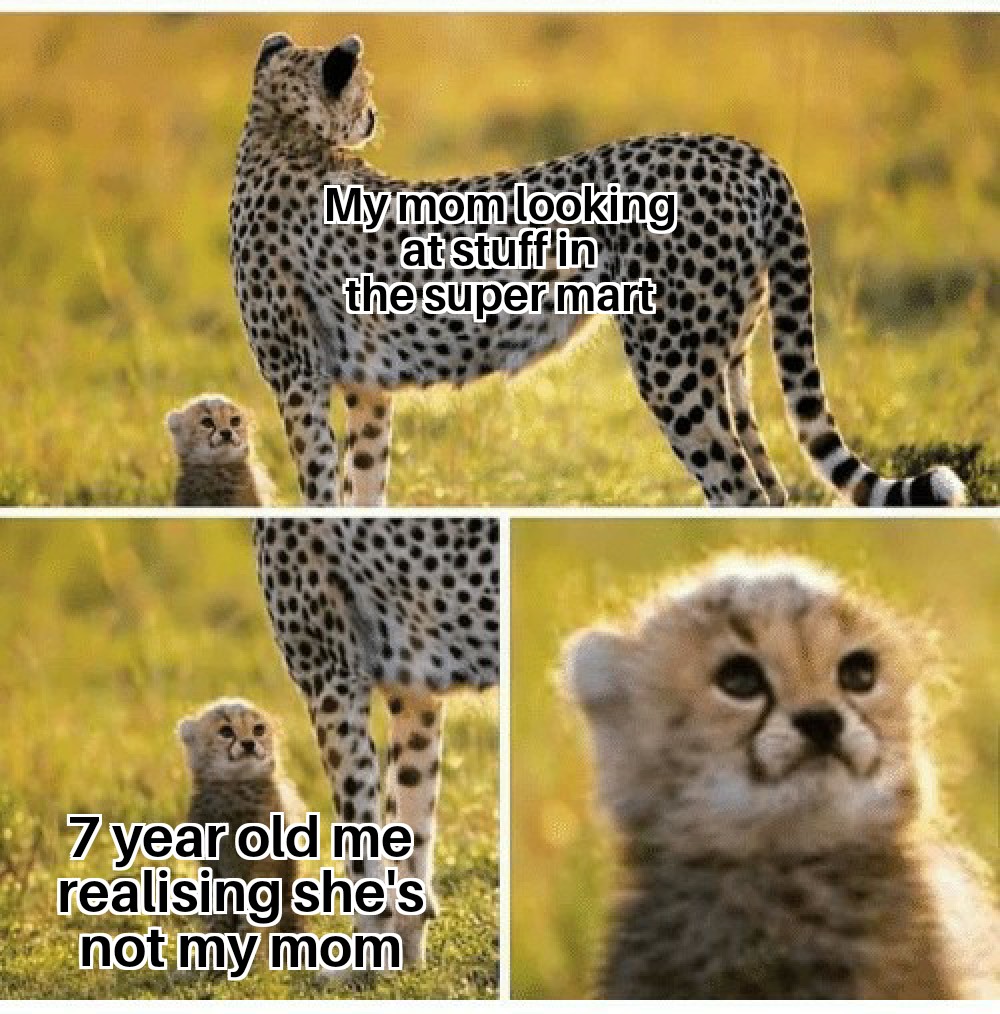 My mom looking
at stuff in
the super mart
7 year old me
realising she's
not my mom